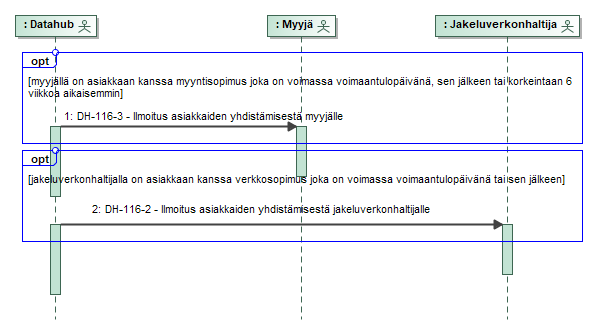 : Datahub
: Myyjä
: Jakeluverkonhaltija
opt
[myyjällä on asiakkaan kanssa myyntisopimus joka on voimassa voimaantulopäivänä, sen jälkeen tai korkeintaan 6
viikkoa aikaisemmin]
1: DH-116-3 - Ilmoitus asiakkaiden yhdistämisestä myyjälle
opt
[jakeluverkonhaltijalla on asiakkaan kanssa verkkosopimus joka on voimassa voimaantulopäivänä tai sen jälkeen]
2: DH-116-2 - Ilmoitus asiakkaiden yhdistämisestä jakeluverkonhaltijalle